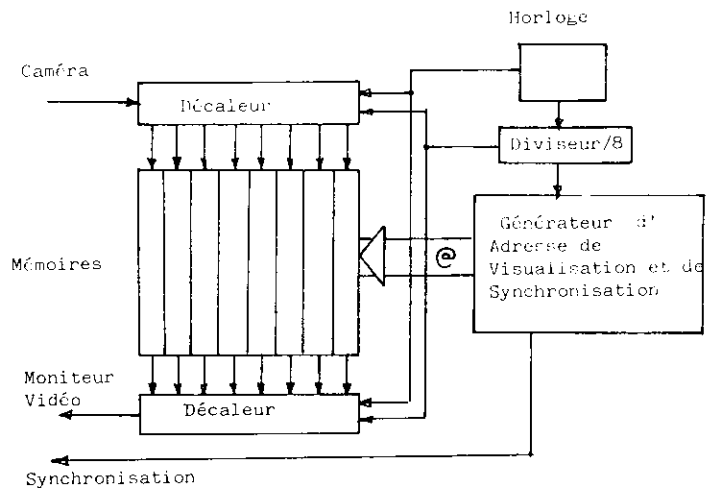 Horloge
Caméra
Décaleur
Diviseur/8
Générateur d'
Adresse de
Visualisation et de
Synchronisation
@
Mémoires
Moniteur
Vidéo
Décaleur
Synchronisation